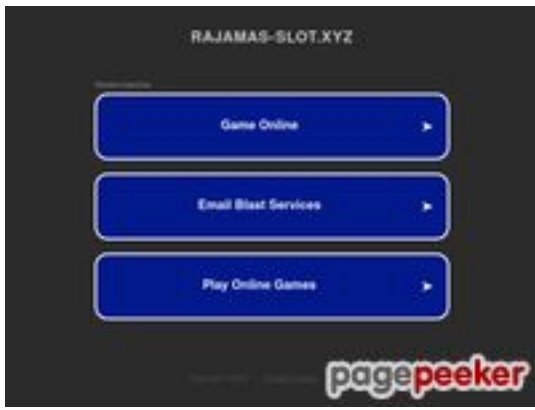 RAJAMAS-SLOT.XYZ
Game Online
Email Blast Services
Play Online Games
pagepeeker